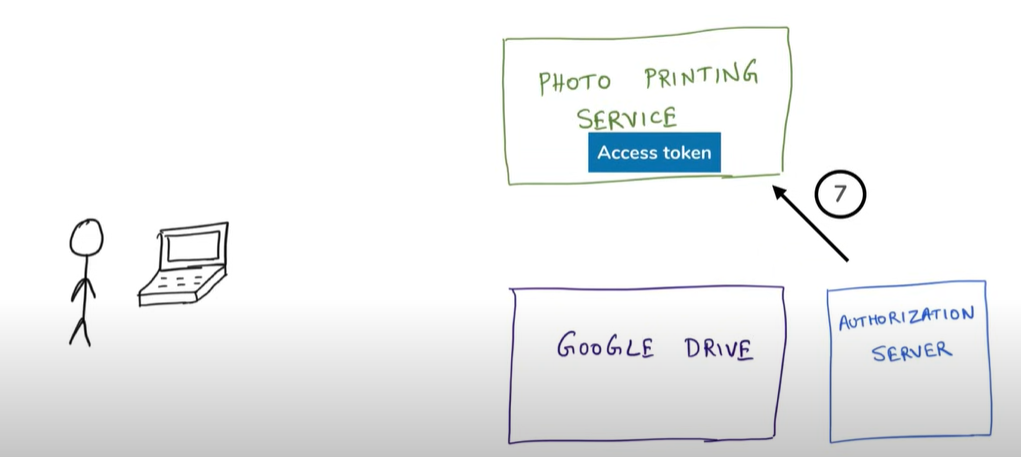 PHOTO PRINTING
SERVICE
Access token
7
GOOGLE DRIVE
AUTHORIZATION
SERVER